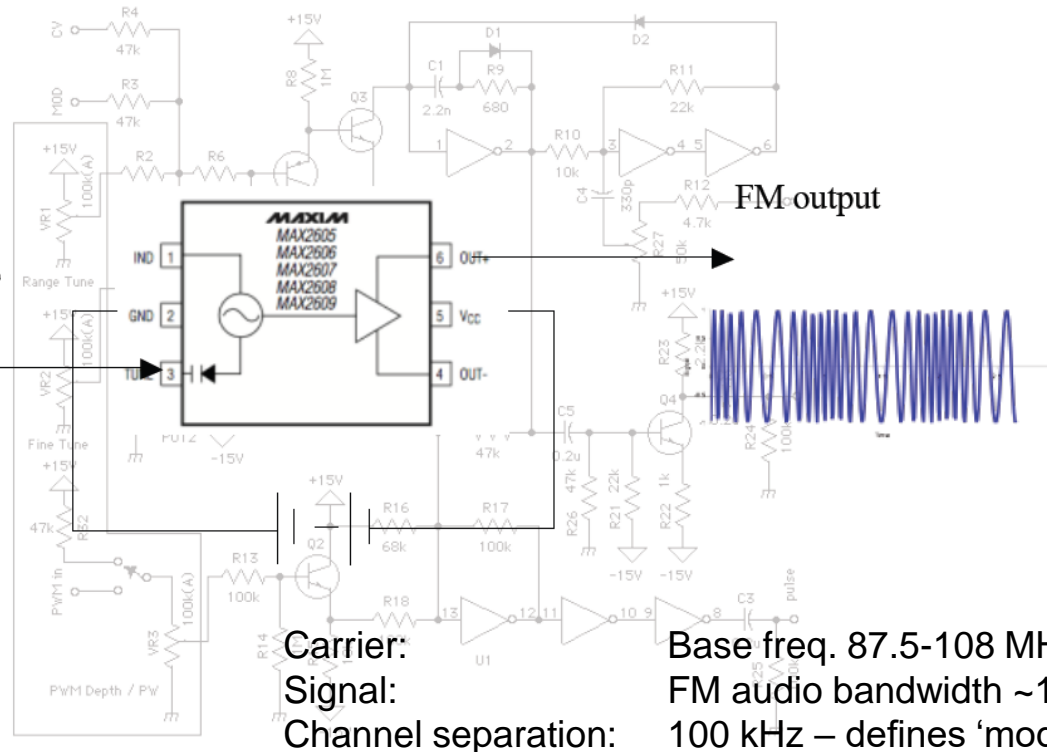 R4
+15V
CV
47k
R8
1M
D1
D2
C1
R9
R11
R3
Q3
2.2n
680
22k
MOD
47k
+15V
R2
R6
1
2
R10
3
4
5
6
100k(A)
10k
C4
330p
R12
FM output
4.7k
VR1
R27
50k
MAXIM
MAX2605
MAX2606
MAX2607
MAX2608
MAX2609
IND
1
6
OUT+
Range Tune
+15V
GND
2
5
VCC
+15V
100k(A)
R23
3
4
OUT-
VR2
Q4
C5
Time
Fine Tune
-15V
47k
0.2u
R24
100k
+15V
+15V
47k
22k
1k
R16
R17
R26
R21
R22
47k
68k
100k
Q2
R13
-15V
-15V
PWM in
100k
100k(A)
pulse
R18
13
12
11
10
9
8
C3
VR3
R14
U1
R25
Carrier: Base freq. 87.5-108
Signal: FM audio bandwidth
PWM Depth / PW
Channel separation: 100 kHz – defines